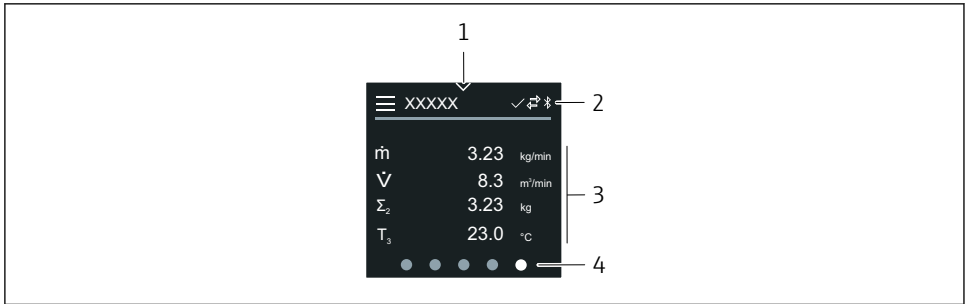 1
XXXXX
2
ṁ 3.23 kg/min
V̇ 8.3 m³/min
Σ₂ 3.23 kg
T₃ 23.0 °C
3
4